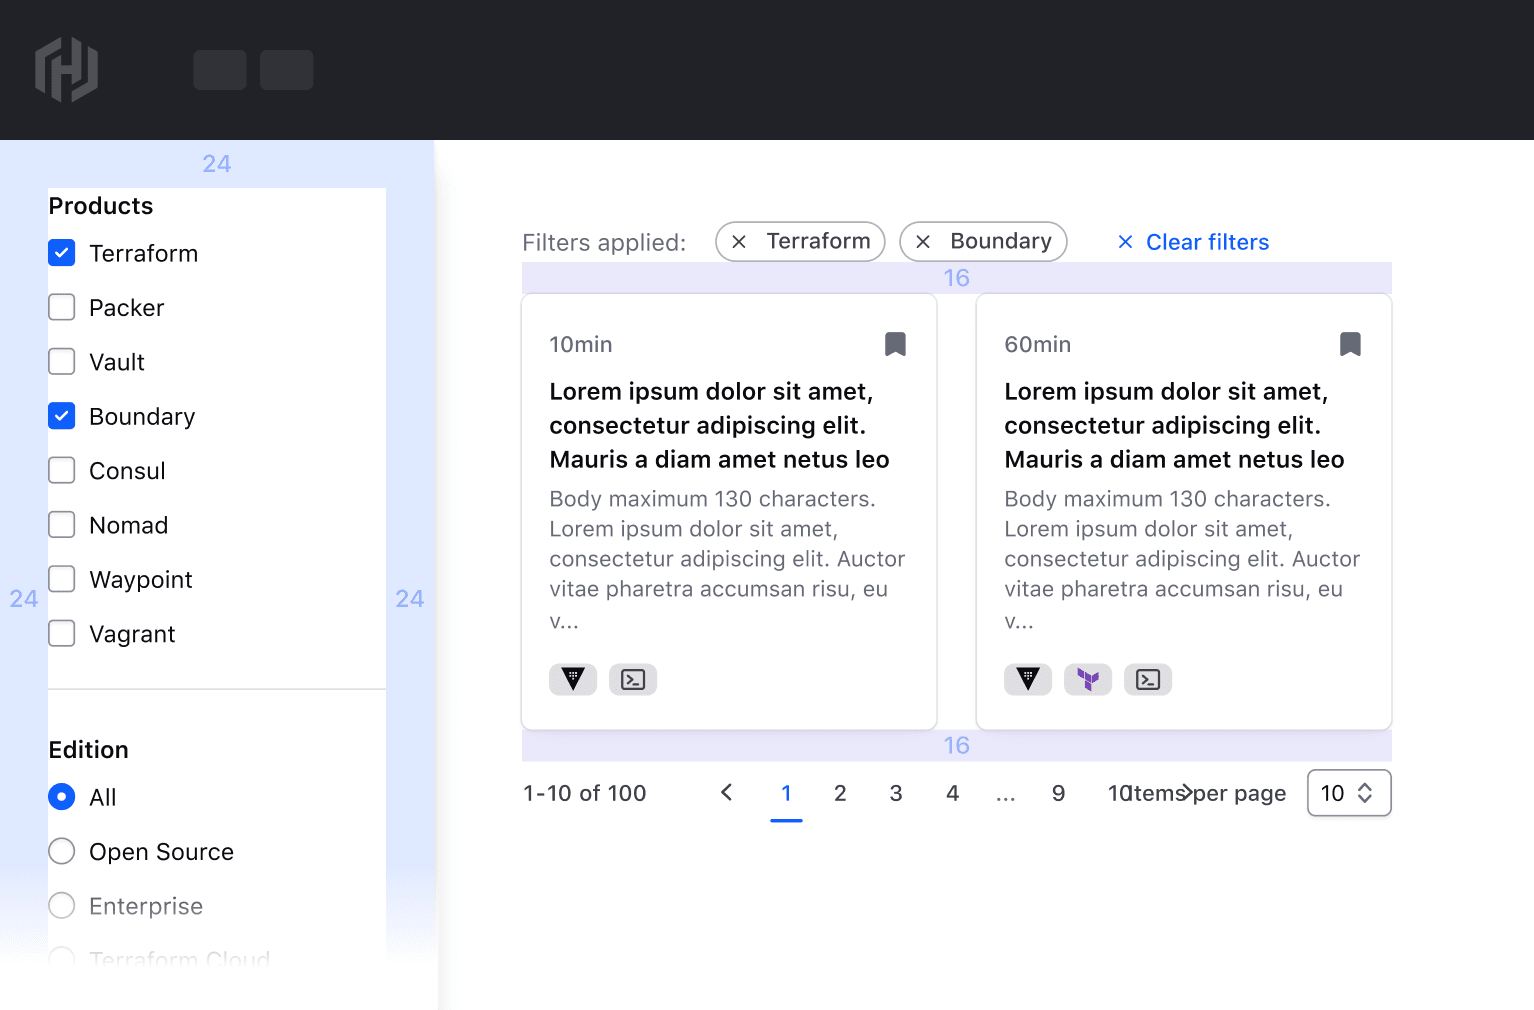 24
Products
Terraform
Packer
Vault
Boundary
Consul
Nomad
Waypoint
Vagrant
24
24
Edition
All
Open Source
Enterprise
Terraform Cloud
Filters applied:
Terraform
Boundary
Clear filters
16
10min
Lorem ipsum dolor sit amet,
consectetur adipiscing elit.
Mauris a diam amet netus leo
Body maximum 130 characters.
Lorem ipsum dolor sit amet,
consectetur adipiscing elit. Auctor
vitae pharetra accumsan risu, eu
v...
60min
Lorem ipsum dolor sit amet,
consectetur adipiscing elit.
Mauris a diam amet netus leo
Body maximum 130 characters.
Lorem ipsum dolor sit amet,
consectetur adipiscing elit. Auctor
vitae pharetra accumsan risu, eu
v...
16
1-10 of 100
1 2 3 4 ... 9 10
Items per page
10